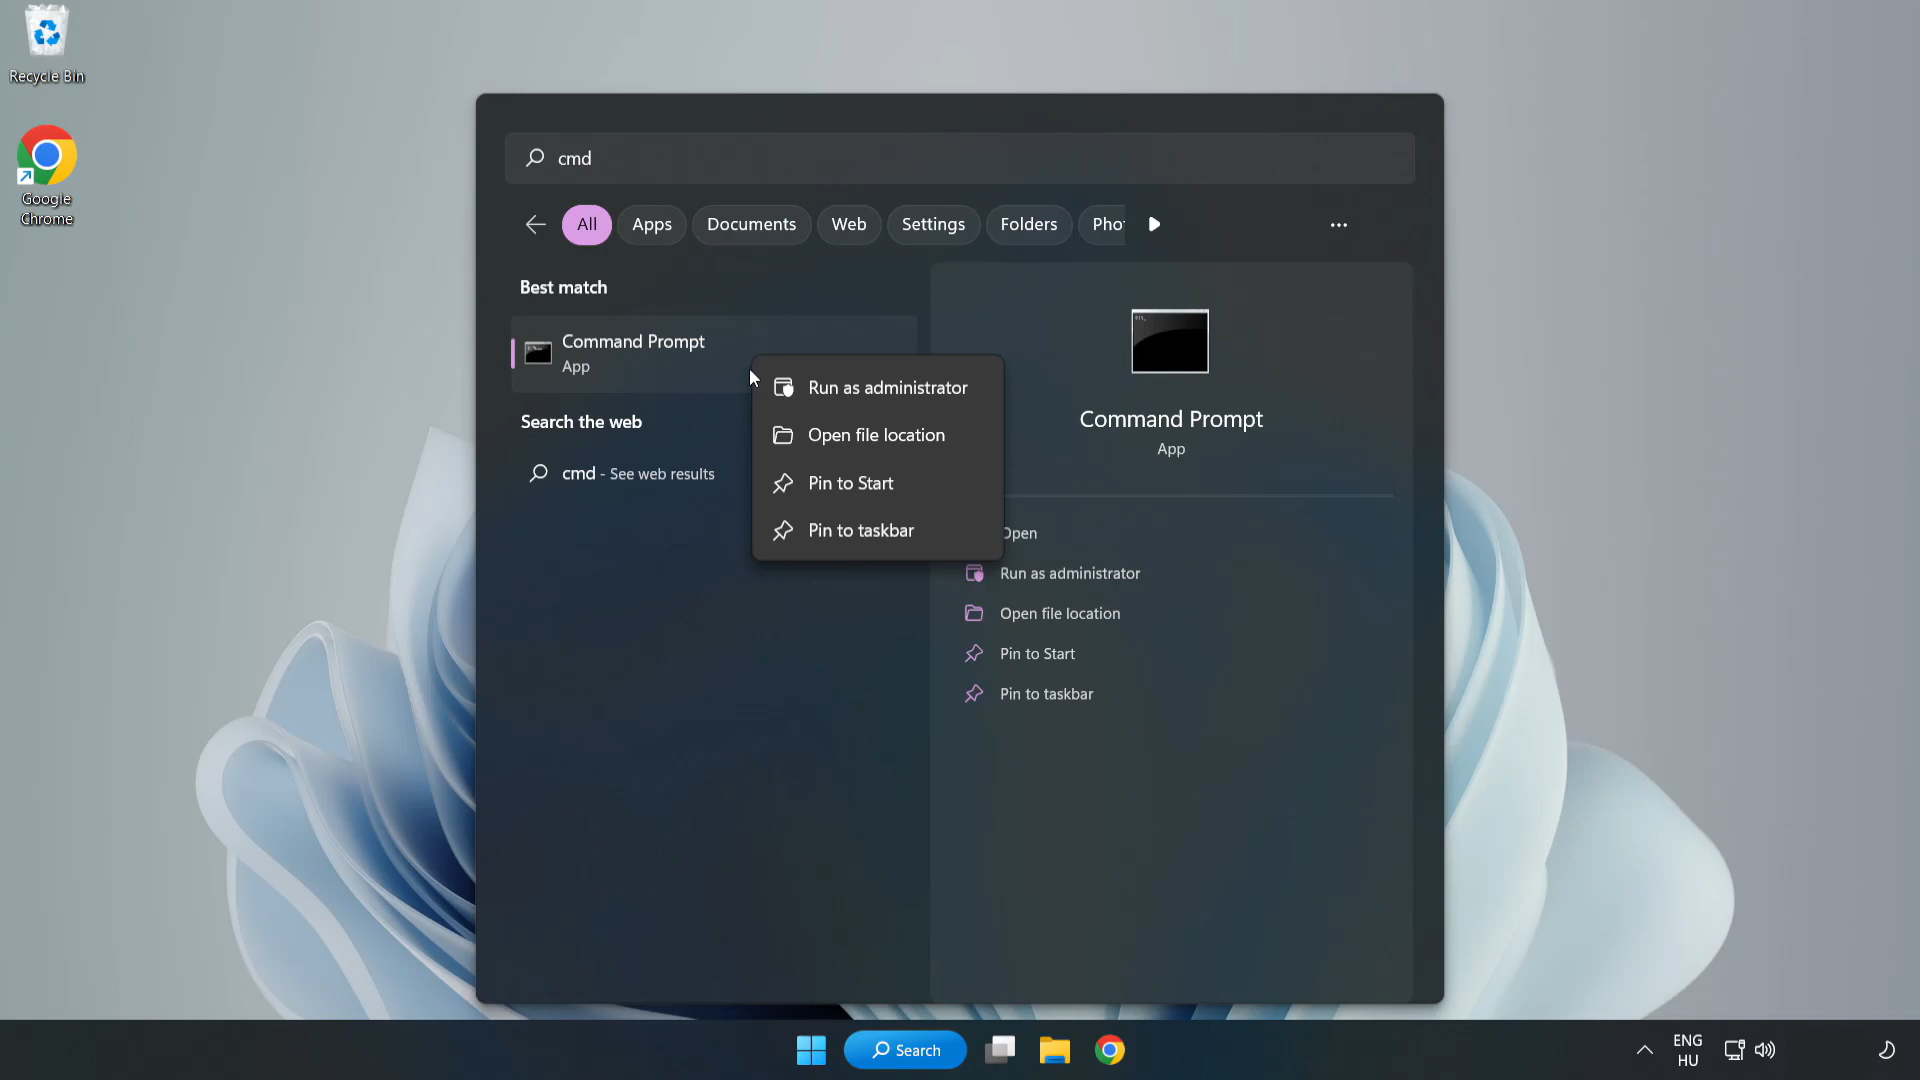 Recycle Bin
Google
Chrome
cmd
All
Apps
Documents
Web
Settings
Folders
Pho
Best match
Command Prompt
App
Search the web
cmd - See web results
Run as administrator
Open file location
Pin to Start
Pin to taskbar
Command Prompt
App
Open
Run as administrator
Open file location
Pin to Start
Pin to taskbar
Search
ENG
HU